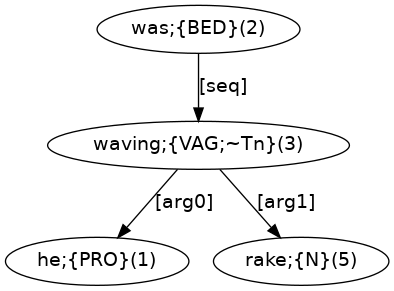 was;{BED}(2)
[seq]
waving;{VAG;~Tn}(3)
[arg0] [arg1]
he;{PRO}(1) rake;{N}(5)